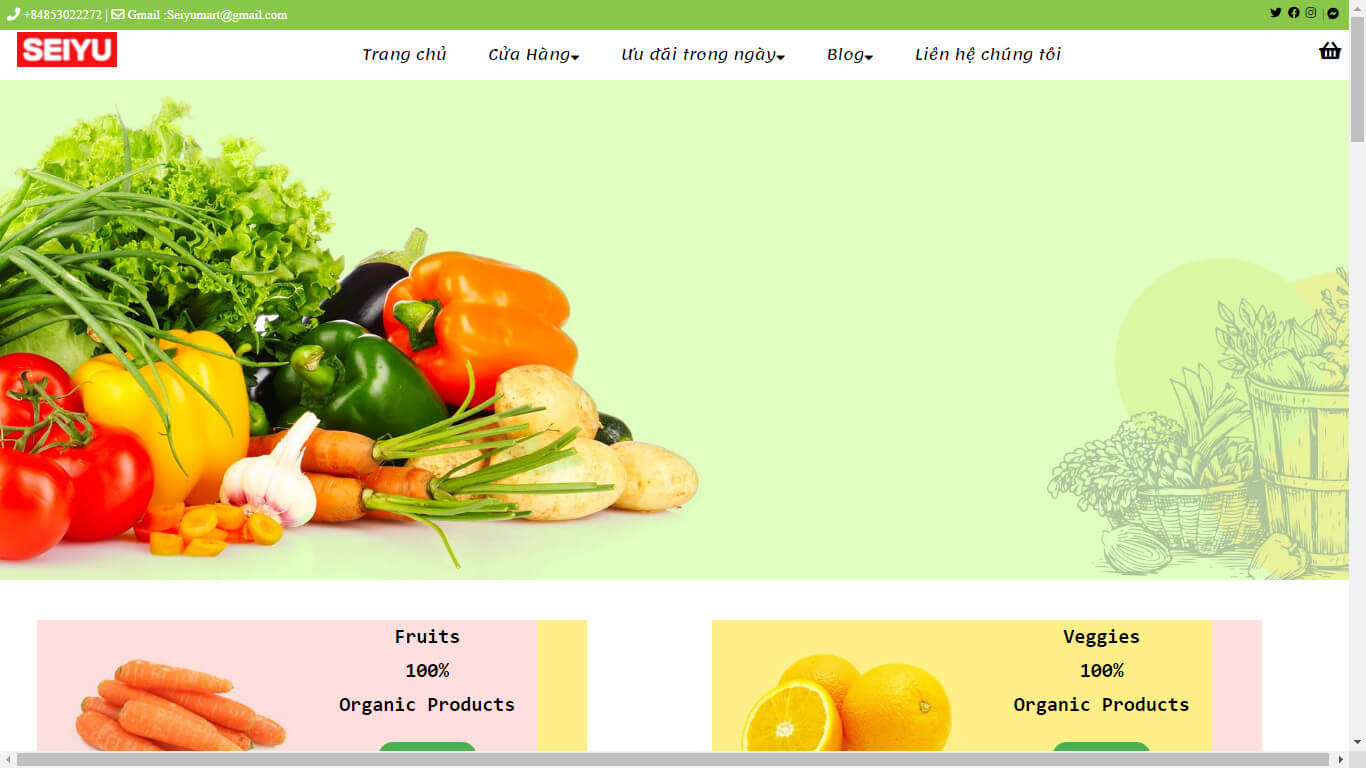 +84853022272 | Gmail :Seiyumart@gmail.com |
SEIYU
Trang chủ Cửa Hàng Ưu đãi trong ngày Blog Liên hệ chúng tôi
Fruits
100%
Organic Products
Veggies
100%
Organic Products